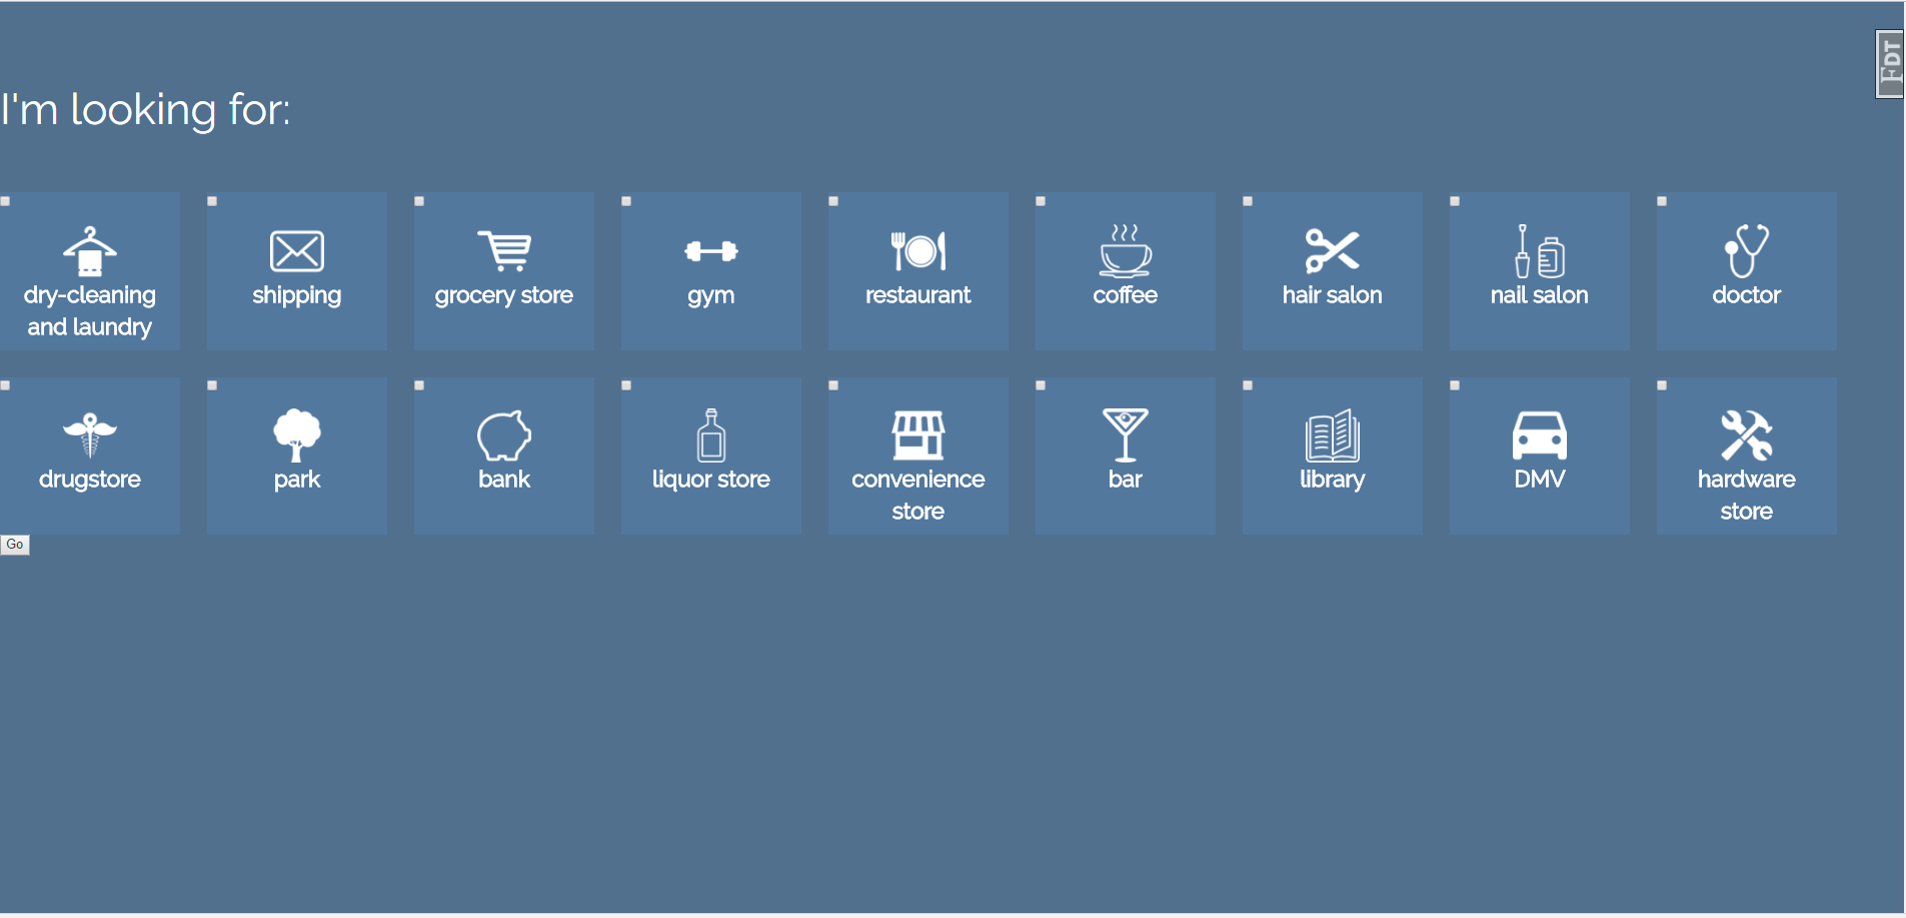 FDT
I'm looking for:
dry-cleaning
and laundry
shipping
grocery store
gym
restaurant
coffee
hair salon
nail salon
doctor
drugstore
park
bank
liquor store
convenience
store
bar
library
DMV
hardware
store
Go